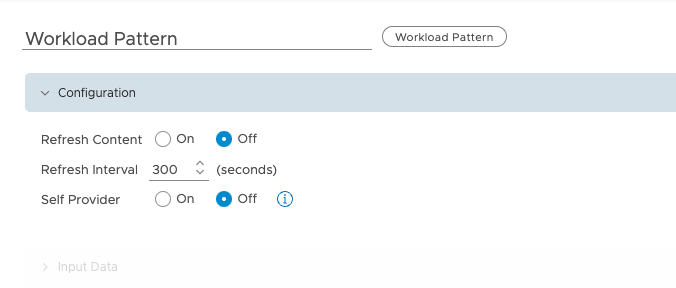 Workload Pattern Workload Pattern
Configuration
Refresh Content On Off
Refresh Interval 300 (seconds)
Self Provider On Off
Input Data